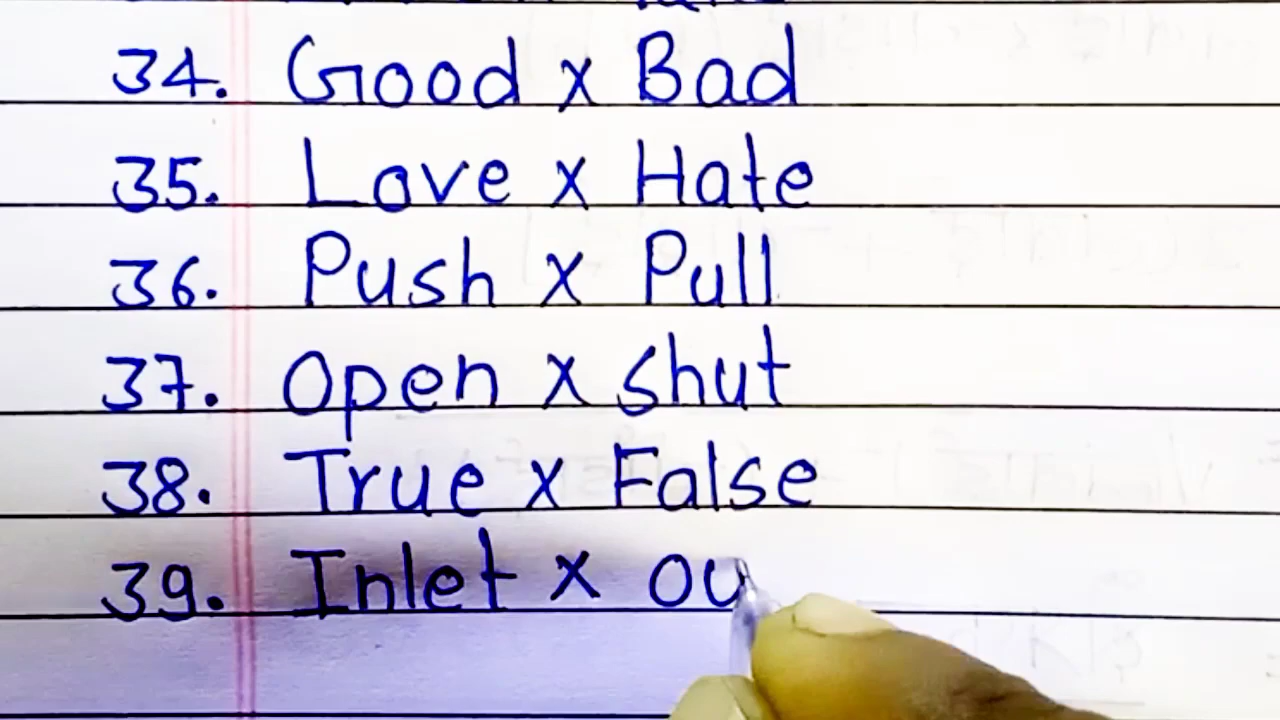 34. Good x Bad
35. Love x Hate
36. Push x Pull
37. Open x shut
38. True x False
39. Inlet x ou